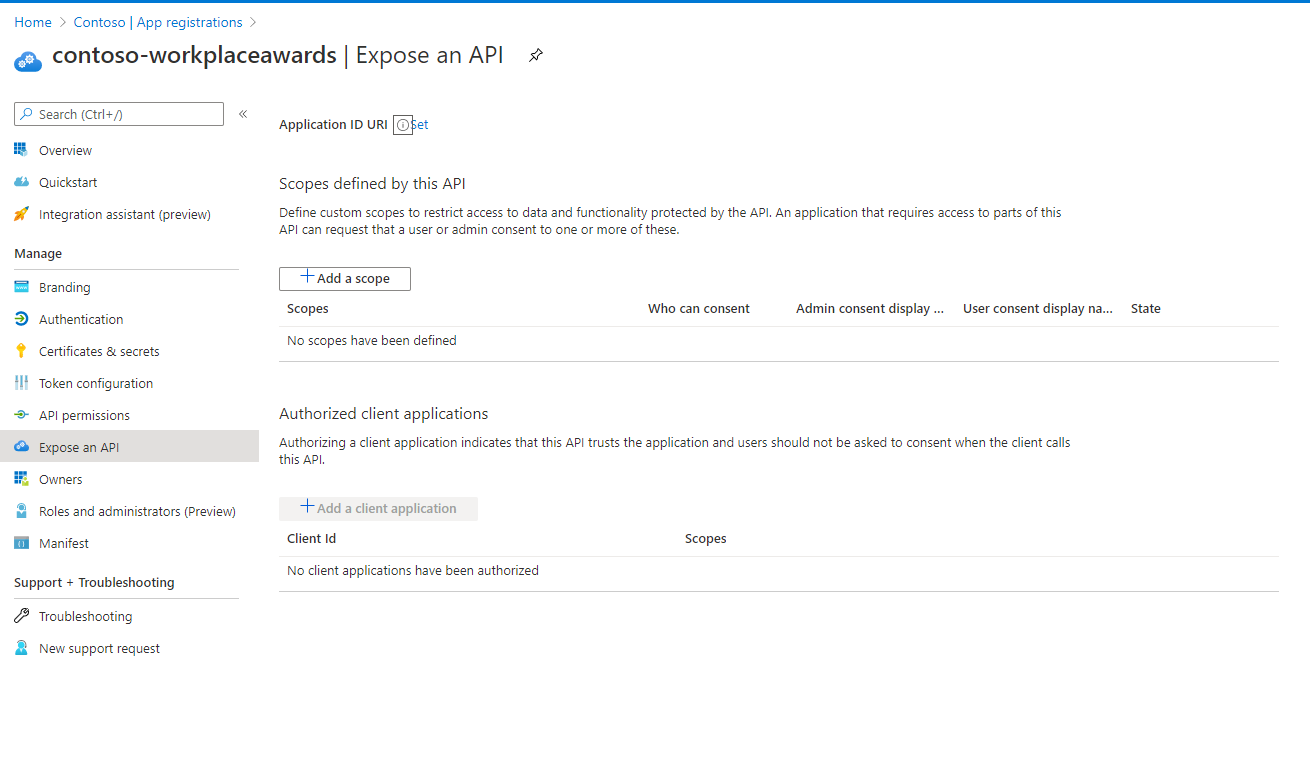 Home > Contoso | App registrations >
contoso-workplaceawards | Expose an API
Search (Ctrl+/)
«
Overview
Quickstart
Integration assistant (preview)
Manage
Branding
Authentication
Certificates & secrets
Token configuration
API permissions
Expose an API
Owners
Roles and administrators (Preview)
Manifest
Support + Troubleshooting
Troubleshooting
New support request
Application ID URI Set
Scopes defined by this API
Define custom scopes to restrict access to data and functionality protected by the API. An application that requires access to parts of this
API can request that a user or admin consent to one or more of these.
+ Add a scope
Scopes Who can consent Admin consent display ... User consent display na... State
No scopes have been defined
Authorized client applications
Authorizing a client application indicates that this API trusts the application and users should not be asked to consent when the client calls
this API.
+ Add a client application
Client Id Scopes
No client applications have been authorized